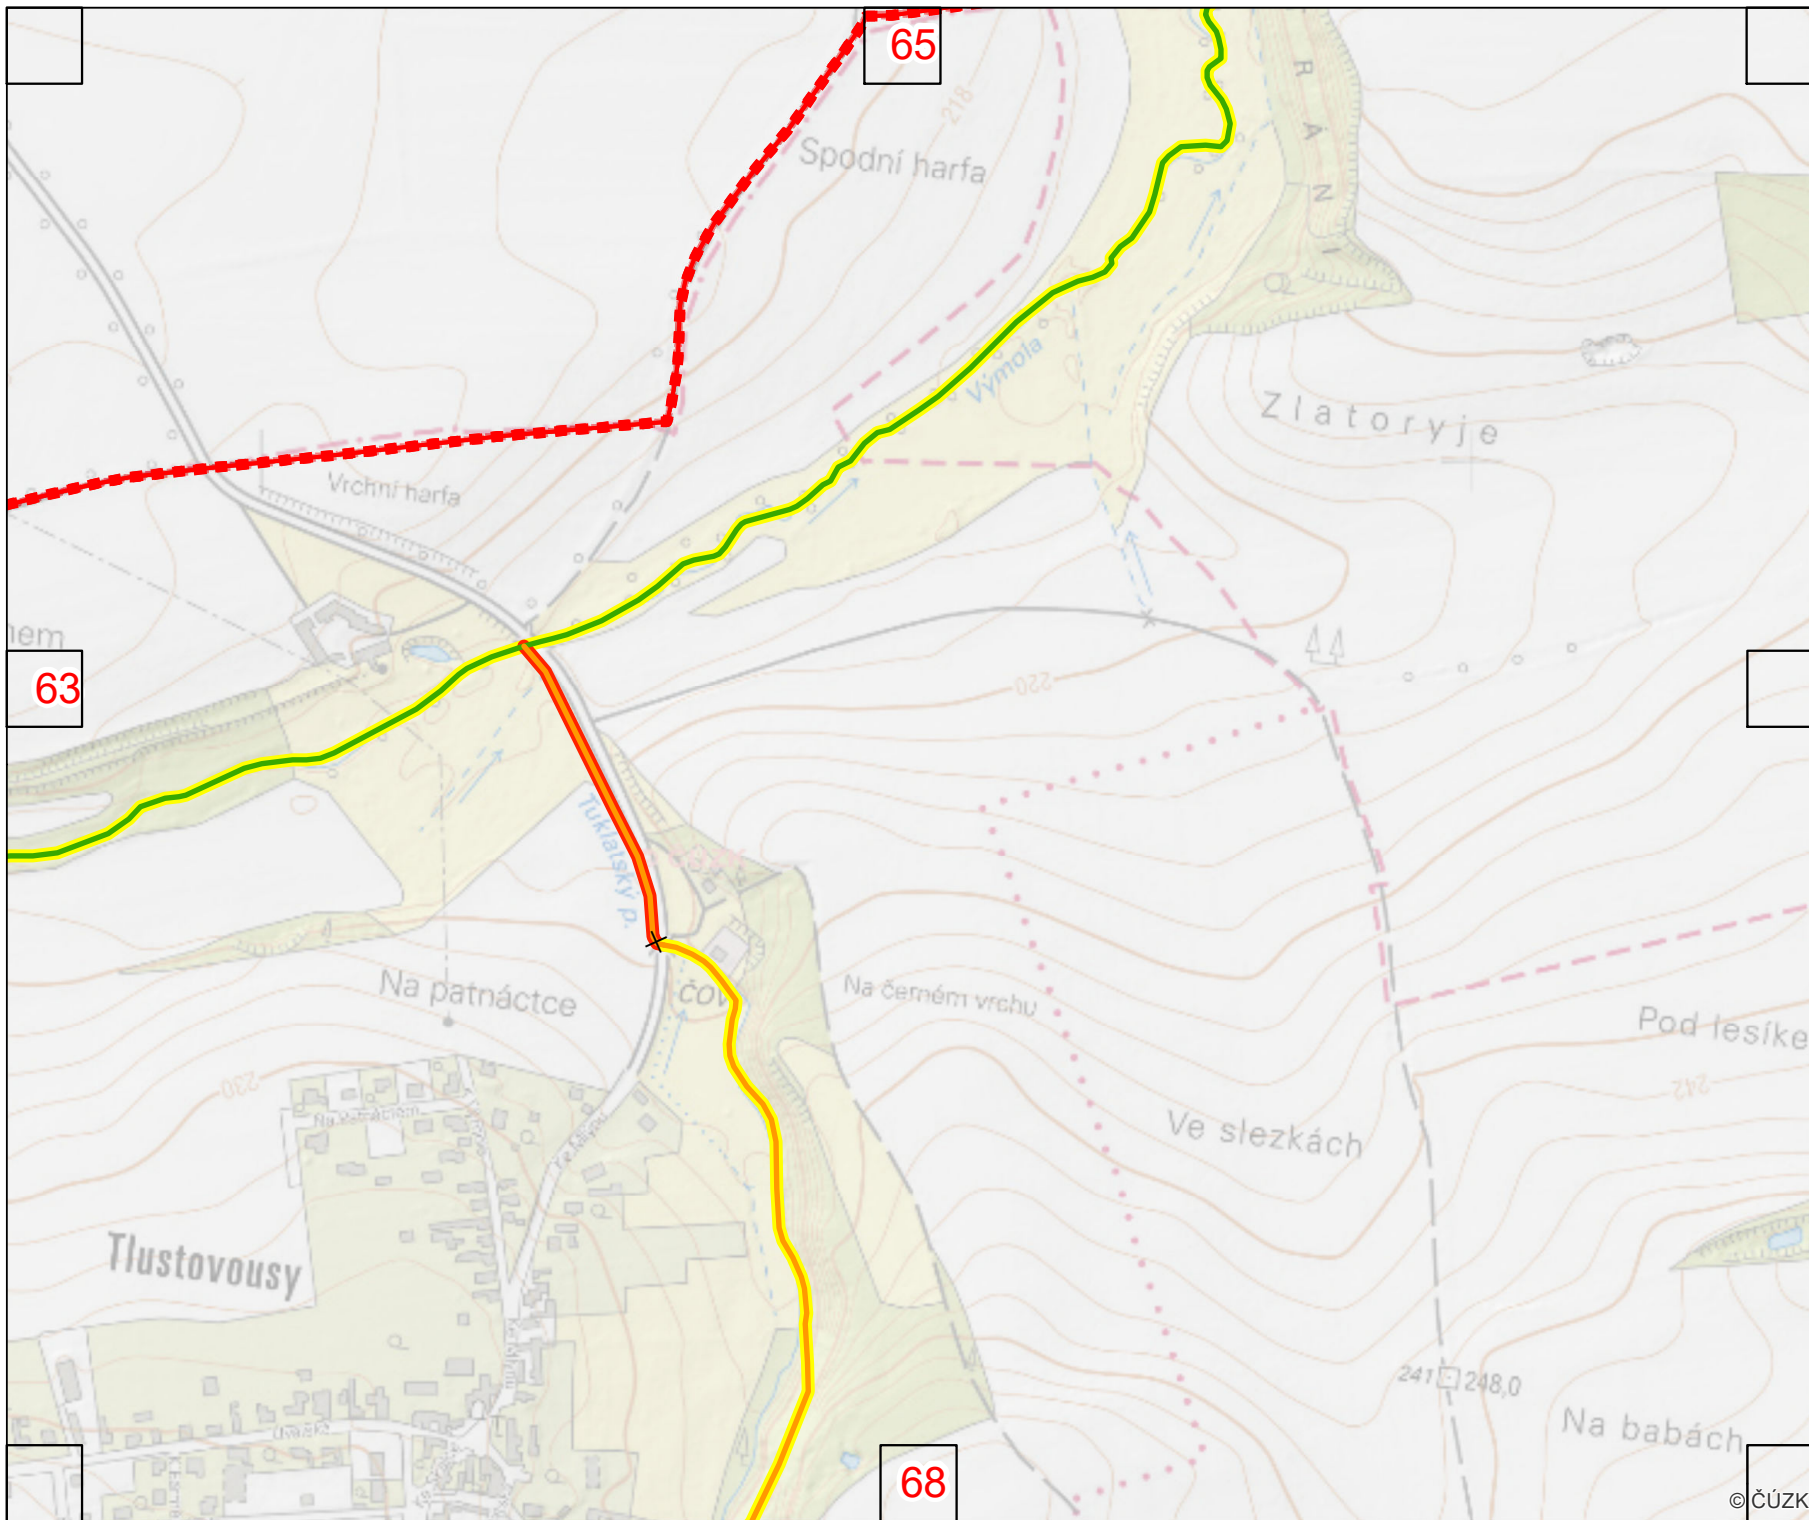 65
R
Á
N
Í
218
Spodní harfa
Výmola
Zlatoryje
Vrchní harfa
nem
63
220
Tuklatský p.
Na patnáctce
ČOV
Na černém vrchu
Pod lesíke
230
242
Ve slezkách
Tlustovousy
241
248,0
Na babách
68
© ČÚZK